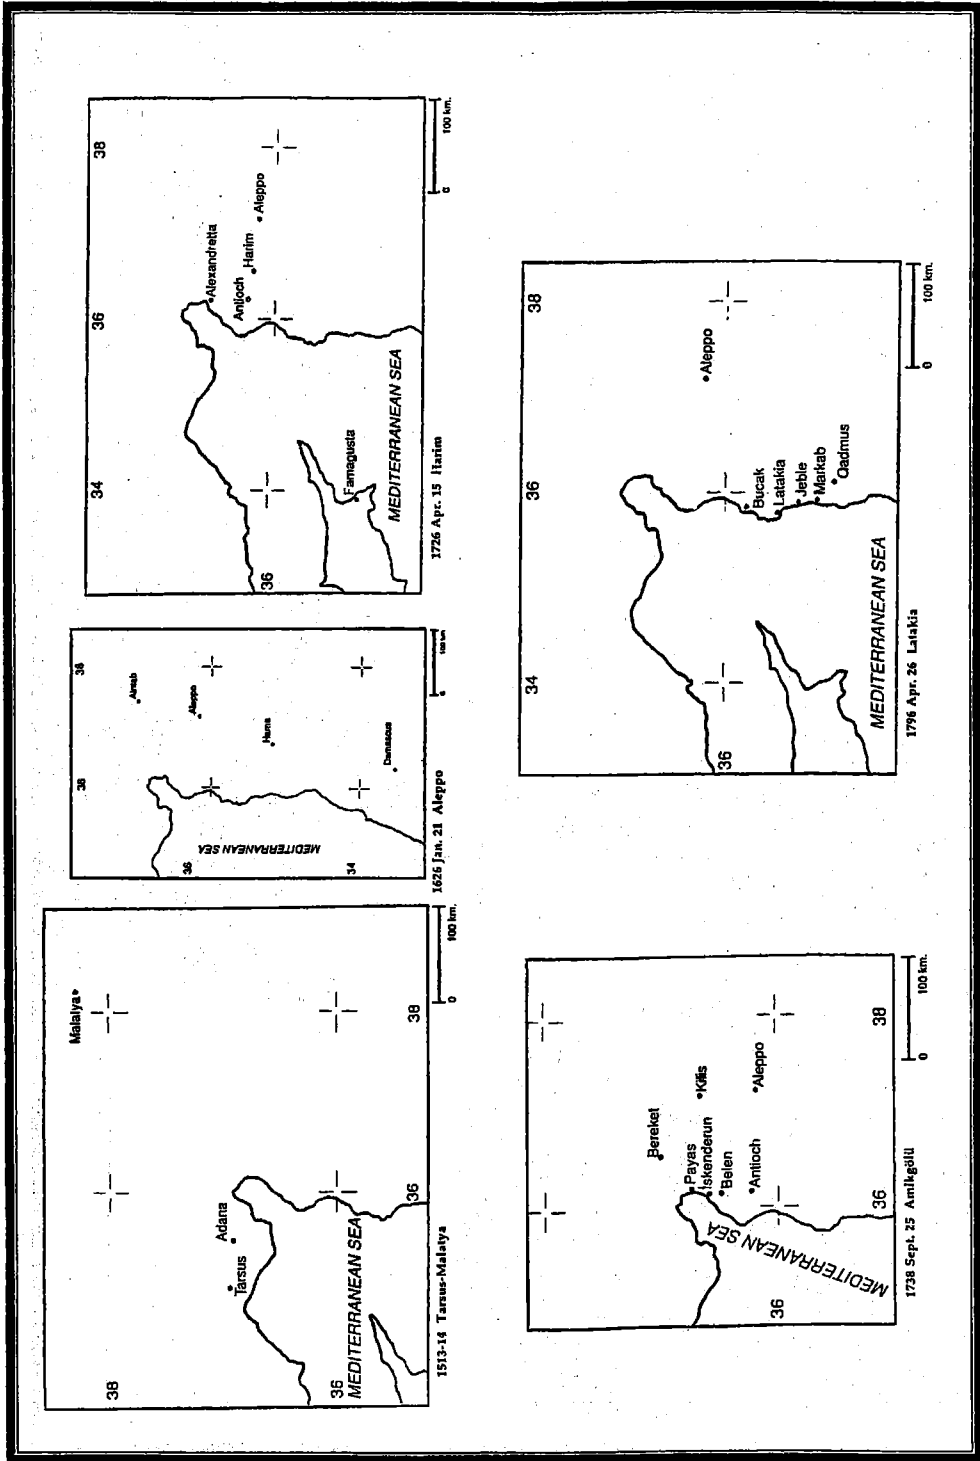 38
Malatya
Adana
Tarsus
36
MEDITERRANEAN SEA
36
38
0 100 km.
1513-14 Tarsus-Malatya
36
38
Aintab
Aleppo
Hama
Damascus
36
34
MEDITERRANEAN SEA
1626 Jan. 21 Aleppo
34
36
38
Alexandretta
Antioch
Harim
Aleppo
36
Famagusta
MEDITERRANEAN SEA
0 100 km.
1726 Apr. 15 Harim
Bereket
Payas
Kilis
Iskenderun
Belen
Antioch
Aleppo
MEDITERRANEAN SEA
36
36
38
0 100 km.
1738 Sept. 25 Amikgölü
34
36
38
Aleppo
36
Bucak
Latakia
Jeble
Markab
Qadmus
MEDITERRANEAN SEA
0 100 km.
1796 Apr. 26 Latakia